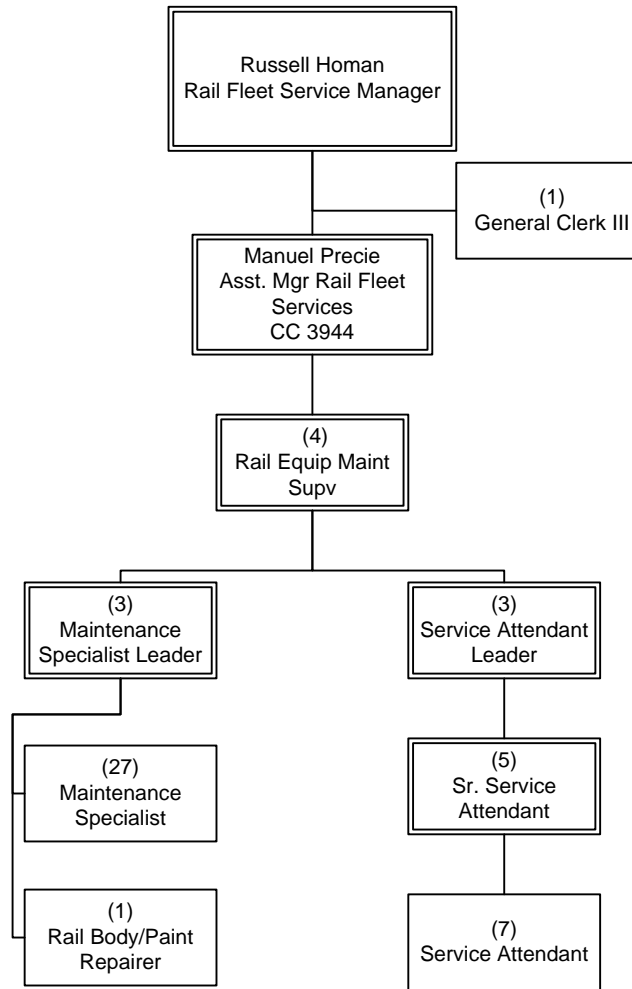 Russell Homan
Rail Fleet Service Manager
(1)
General Clerk III
Manuel Precie
Asst. Mgr Rail Fleet
Services
CC 3944
(4)
Rail Equip Maint
Supv
(3)
Maintenance
Specialist Leader
(3)
Service Attendant
Leader
(27)
Maintenance
Specialist
(5)
Sr. Service
Attendant
(1)
Rail Body/Paint
Repairer
(7)
Service Attendant